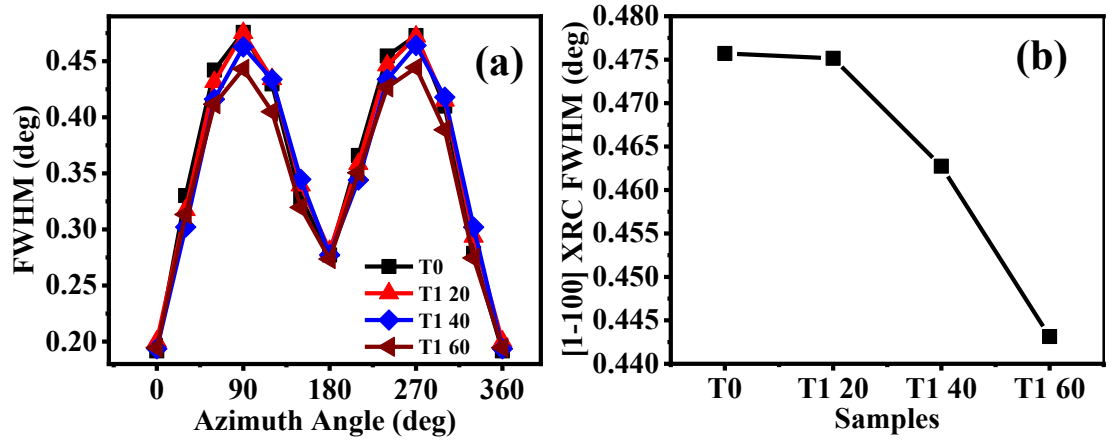 (a)
FWHM (deg)
0.45
0.40
0.35
0.30
0.25
0.20
T0
T1 20
T1 40
T1 60
0 90 180 270 360
Azimuth Angle (deg)
(b)
[1-100] XRC FWHM (deg)
0.480
0.475
0.470
0.465
0.460
0.455
0.450
0.445
0.440
T0 T1 20 T1 40 T1 60
Samples